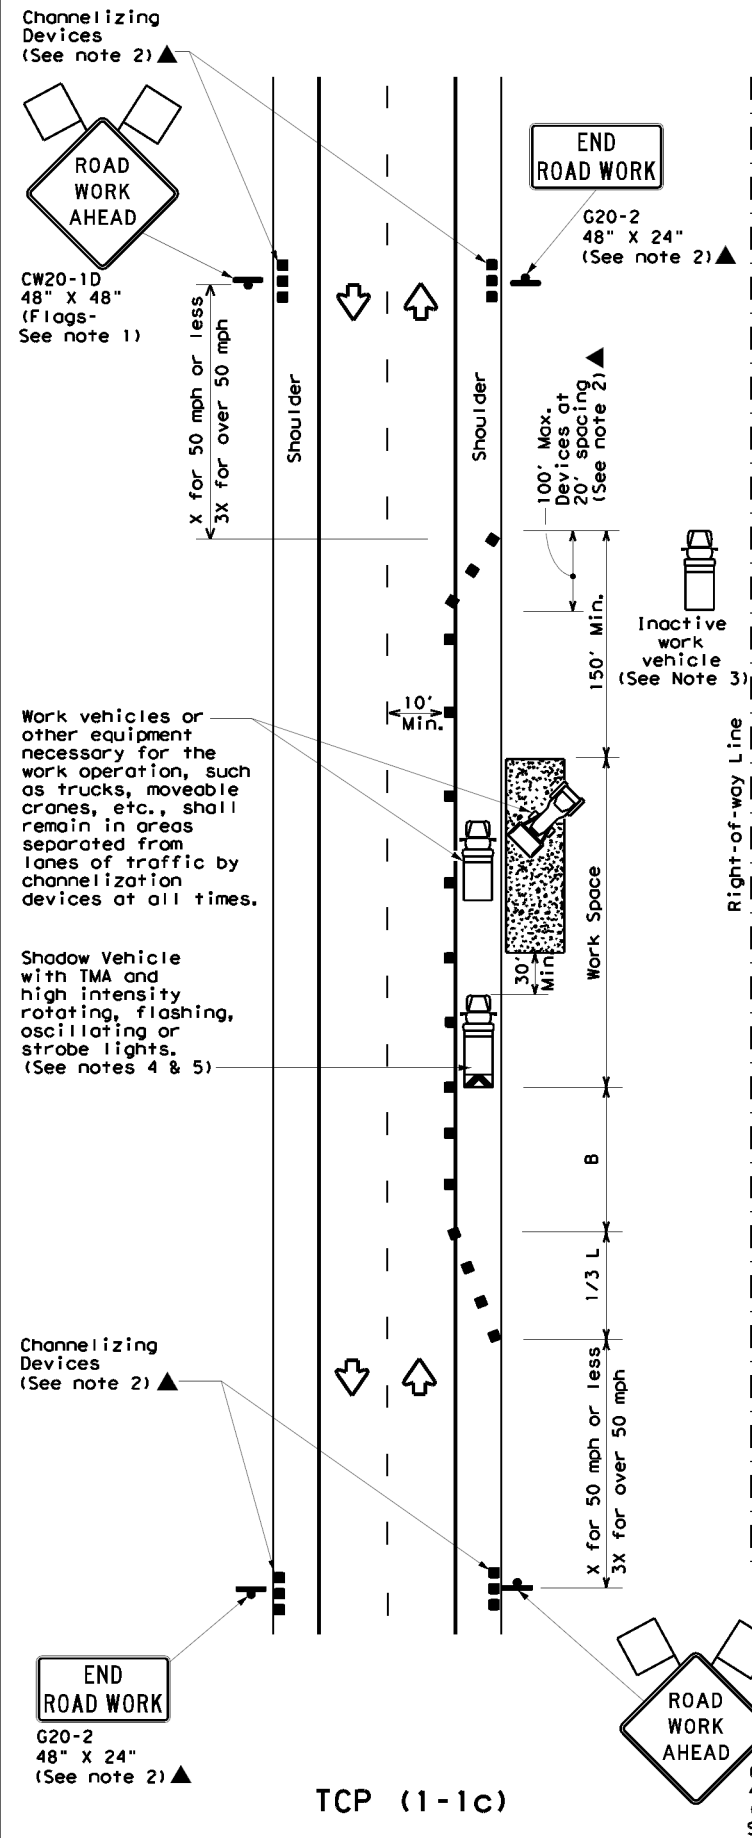 Channelizing
Devices
(See note 2)
ROAD
WORK
AHEAD
CW20-1D
48" X 48"
(Flags-
See note 1)
END
ROAD WORK
G20-2
48" X 24"
(See note 2)
X for 50 mph or less
3X for over 50 mph
Shoulder
Shoulder
100' Max.
Devices at
20' spacing
(See note 2)
150' Min.
Inactive
work
vehicle
(See Note 3)
10'
Min.
Right-of-way Line
Work vehicles or
other equipment
necessary for the
work operation, such
as trucks, moveable
cranes, etc., shall
remain in areas
separated from
lanes of traffic by
channelization
devices at all times.
Work Space
30'
Min.
Shadow Vehicle
with TMA and
high intensity
rotating, flashing,
oscillating or
strobe lights.
(See notes 4 & 5)
B
1/3 L
Channelizing
Devices
(See note 2)
X for 50 mph or less
3X for over 50 mph
END
ROAD WORK
G20-2
48" X 24"
(See note 2)
ROAD
WORK
AHEAD
TCP (1-1c)